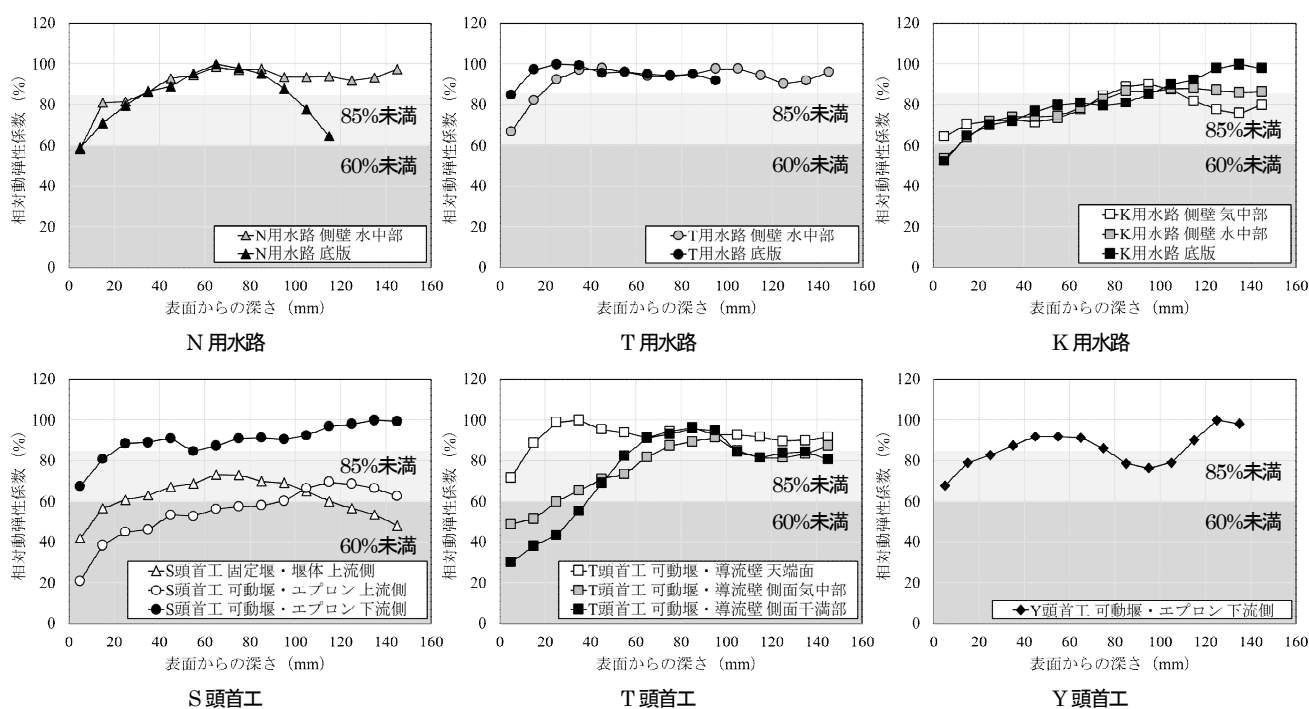 相対動弾性係数（%）
120
100
80
60
40
20
0
85%未満
60%未満
N用水路 側壁 水中部
N用水路 底版
0 20 40 60 80 100 120 140 160
表面からの深さ（mm）
N 用水路
相対動弾性係数（%）
120
100
80
60
40
20
0
85%未満
60%未満
T用水路 側壁 水中部
T用水路 底版
0 20 40 60 80 100 120 140 160
表面からの深さ（mm）
T 用水路
相対動弾性係数（%）
120
100
80
60
40
20
0
85%未満
60%未満
K用水路 側壁 気中部
K用水路 側壁 水中部
K用水路 底版
0 20 40 60 80 100 120 140 160
表面からの深さ（mm）
K 用水路
相対動弾性係数（%）
120
100
80
60
40
20
0
85%未満
60%未満
S頭首工 固定堰・堰体 上流側
S頭首工 可動堰・エプロン 上流側
S頭首工 可動堰・エプロン 下流側
0 20 40 60 80 100 120 140 160
表面からの深さ（mm）
S 頭首工
相対動弾性係数（%）
120
100
80
60
40
20
0
85%未満
60%未満
T頭首工 可動堰・導流壁 天端面
T頭首工 可動堰・導流壁 側面気中部
T頭首工 可動堰・導流壁 側面干満部
0 20 40 60 80 100 120 140 160
表面からの深さ（mm）
T 頭首工
相対動弾性係数（%）
120
100
80
60
40
20
0
85%未満
60%未満
Y頭首工 可動堰・エプロン 下流側
0 20 40 60 80 100 120 140 160
表面からの深さ（mm）
Y 頭首工